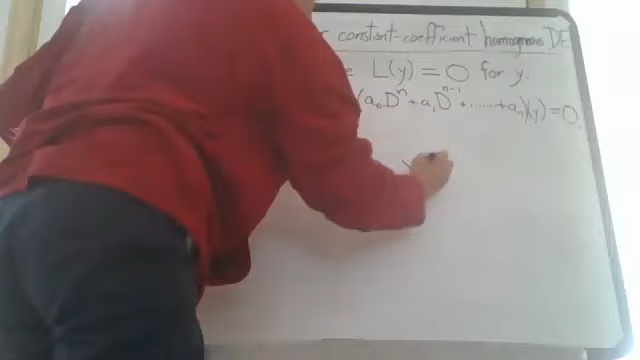 constant-coefficient homogeneous DE
L(y) = 0 for y.
(a₀Dⁿ + a₁Dⁿ⁻¹ + ...... + aₙ)(y) = 0.